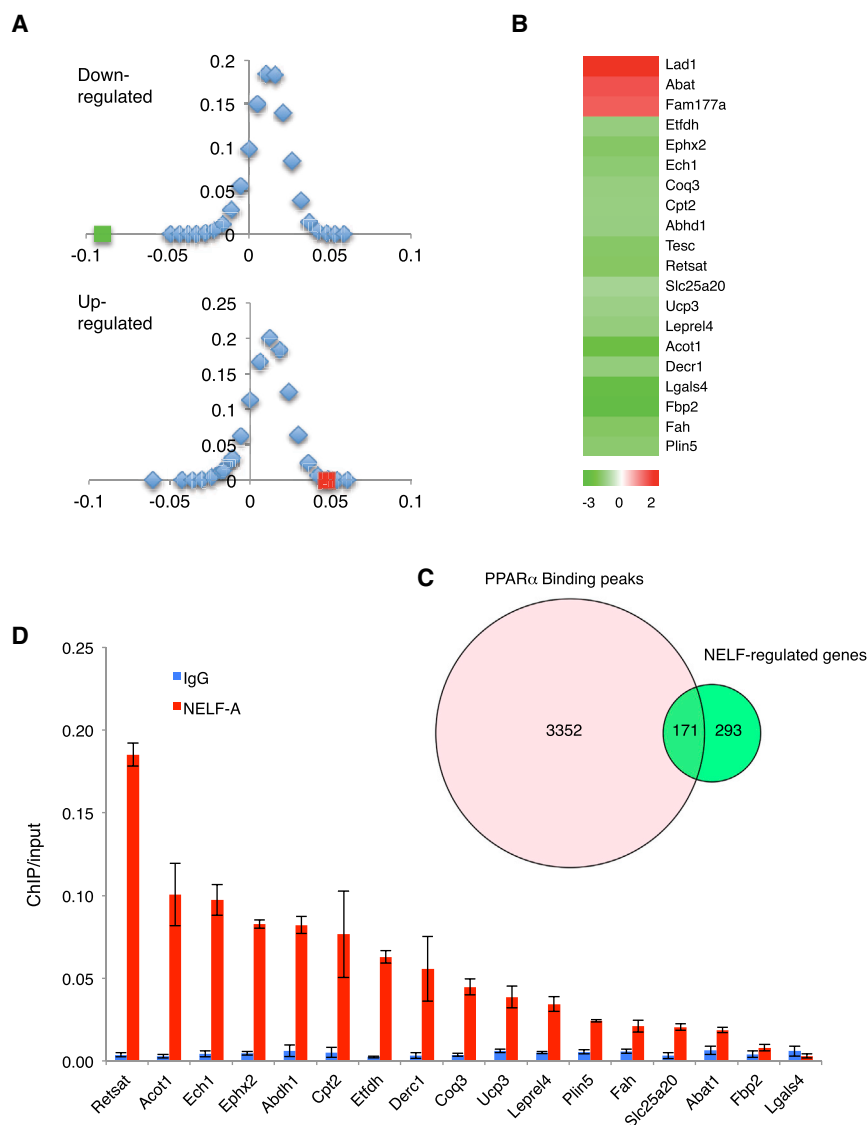 A
Down-
regulated
0.2
0.15
0.1
0.05
0
-0.1
-0.05
0
0.05
0.1
Up-
regulated
0.25
0.2
0.15
0.1
0.05
0
-0.1
-0.05
0
0.05
0.1
B
Lad1
Abat
Fam177a
Etfdh
Ephx2
Ech1
Coq3
Cpt2
Abhd1
Tesc
Retsat
Slc25a20
Ucp3
Leprel4
Acot1
Decr1
Lgals4
Fbp2
Fah
Plin5
-3 0 2
C
PPARα Binding peaks
NELF-regulated genes
3352
171
293
D
ChIP/input
0.25
0.20
0.15
0.10
0.05
0.00
IgG
NELF-A
Retsat
Acot1
Ech1
Ephx2
Abdh1
Cpt2
Etfdh
Derc1
Coq3
Ucp3
Leprel4
Plin5
Fah
Slc25a20
Abat1
Fbp2
Lgals4